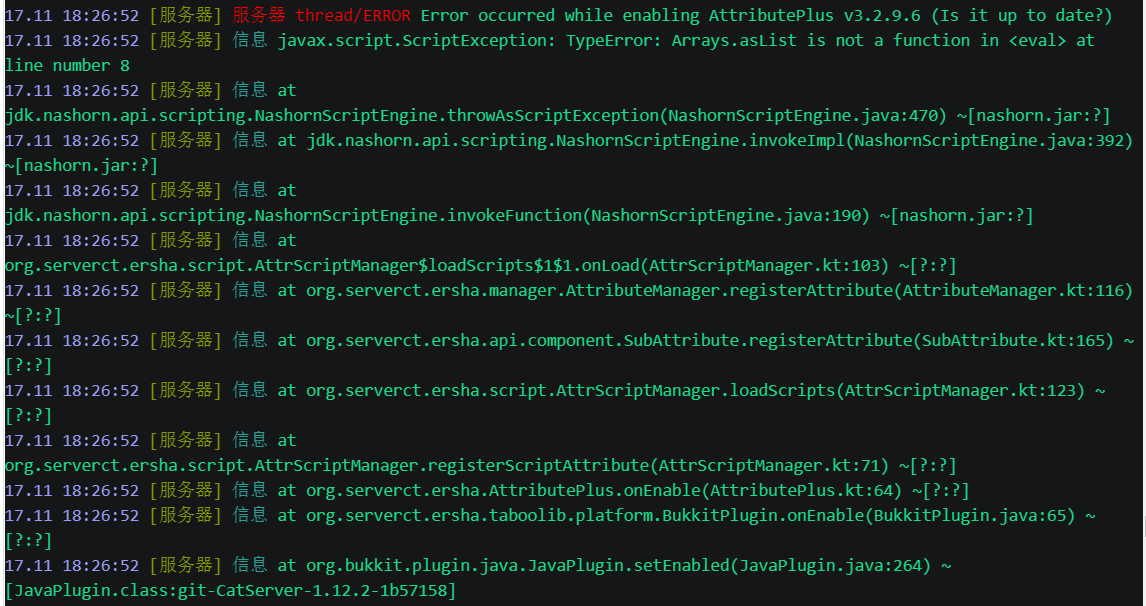 17.11 18:26:52 [服务器] 服务器 thread/ERROR Error occurred while enabling AttributePlus v3.2.9.6 (Is it up to date?)
17.11 18:26:52 [服务器] 信息 javax.script.ScriptException: TypeError: Arrays.asList is not a function in <eval> at
line number 8
17.11 18:26:52 [服务器] 信息 at
jdk.nashorn.api.scripting.NashornScriptEngine.throwAsScriptException(NashornScriptEngine.java:470) ~[nashorn.jar:?]
17.11 18:26:52 [服务器] 信息 at jdk.nashorn.api.scripting.NashornScriptEngine.invokeImpl(NashornScriptEngine.java:392)
~[nashorn.jar:?]
17.11 18:26:52 [服务器] 信息 at
jdk.nashorn.api.scripting.NashornScriptEngine.invokeFunction(NashornScriptEngine.java:190) ~[nashorn.jar:?]
17.11 18:26:52 [服务器] 信息 at
org.serverct.ersha.script.AttrScriptManager$loadScripts$1$1.onLoad(AttrScriptManager.kt:103) ~[?:?]
17.11 18:26:52 [服务器] 信息 at org.serverct.ersha.manager.AttributeManager.registerAttribute(AttributeManager.kt:116)
~[?:?]
17.11 18:26:52 [服务器] 信息 at org.serverct.ersha.api.component.SubAttribute.registerAttribute(SubAttribute.kt:165) ~
[?:?]
17.11 18:26:52 [服务器] 信息 at org.serverct.ersha.script.AttrScriptManager.loadScripts(AttrScriptManager.kt:123) ~
[?:?]
17.11 18:26:52 [服务器] 信息 at
org.serverct.ersha.script.AttrScriptManager.registerScriptAttribute(AttrScriptManager.kt:71) ~[?:?]
17.11 18:26:52 [服务器] 信息 at org.serverct.ersha.AttributePlus.onEnable(AttributePlus.kt:64) ~[?:?]
17.11 18:26:52 [服务器] 信息 at org.serverct.ersha.taboolib.platform.BukkitPlugin.onEnable(BukkitPlugin.java:65) ~
[?:?]
17.11 18:26:52 [服务器] 信息 at org.bukkit.plugin.java.JavaPlugin.setEnabled(JavaPlugin.java:264) ~
[JavaPlugin.class:git-CatServer-1.12.2-1b57158]